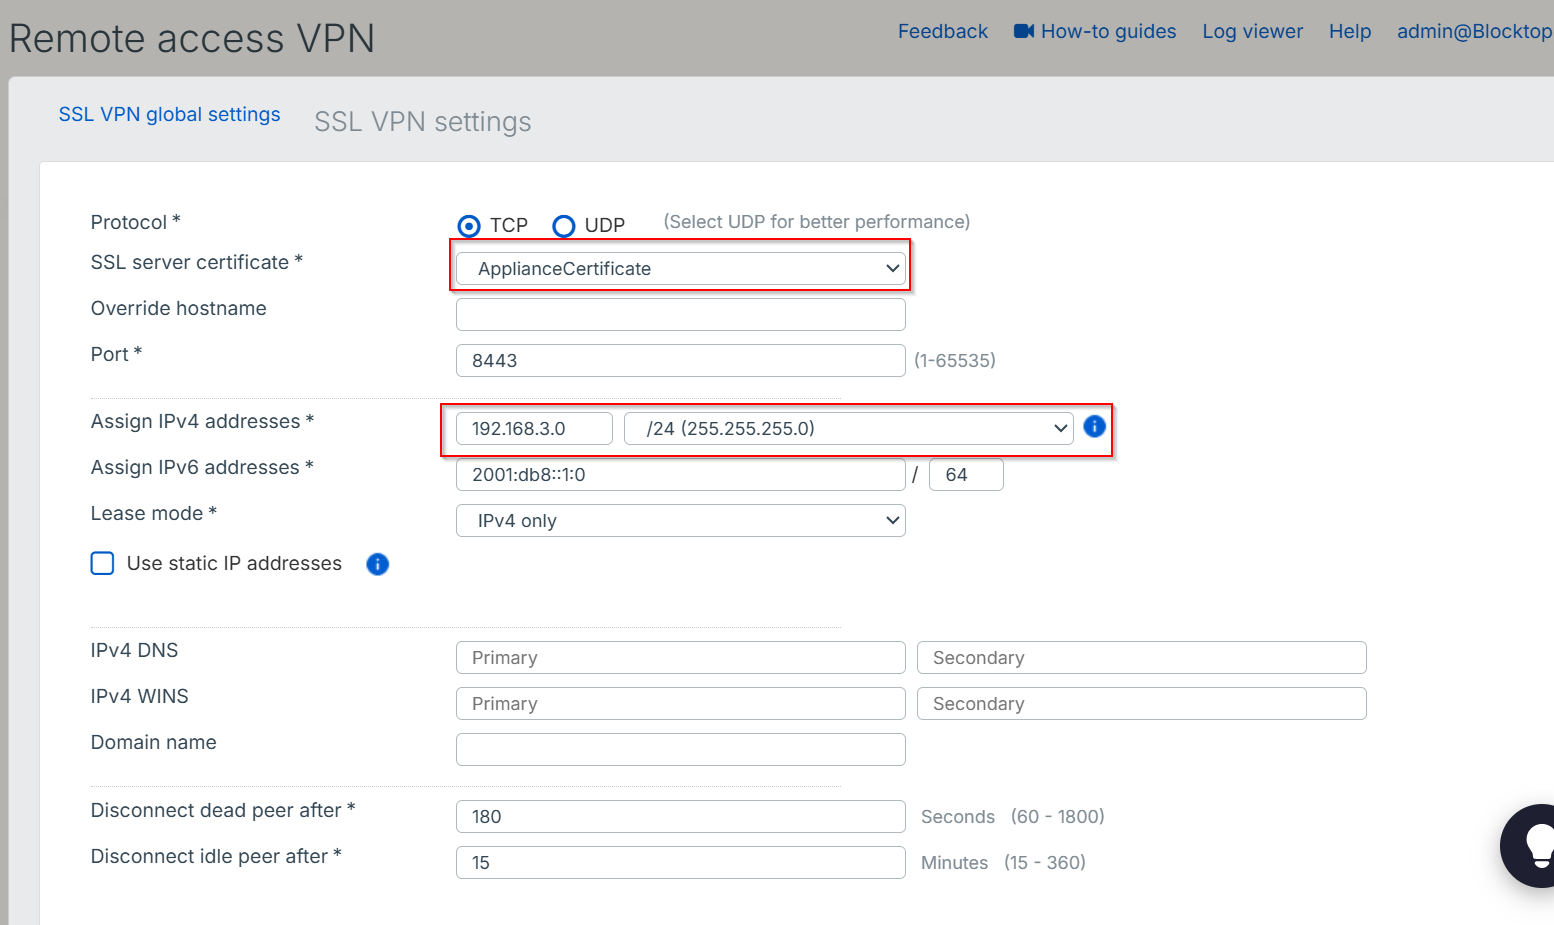 Remote access VPN
Feedback How-to guides Log viewer Help admin@Blocktop
SSL VPN global settings SSL VPN settings
Protocol * TCP UDP (Select UDP for better performance)
SSL server certificate * ApplianceCertificate
Override hostname
Port * 8443 (1-65535)
Assign IPv4 addresses * 192.168.3.0 /24 (255.255.255.0)
Assign IPv6 addresses * 2001:db8::1:0 / 64
Lease mode * IPv4 only
Use static IP addresses
IPv4 DNS Primary Secondary
IPv4 WINS Primary Secondary
Domain name
Disconnect dead peer after * 180 Seconds (60 - 1800)
Disconnect idle peer after * 15 Minutes (15 - 360)